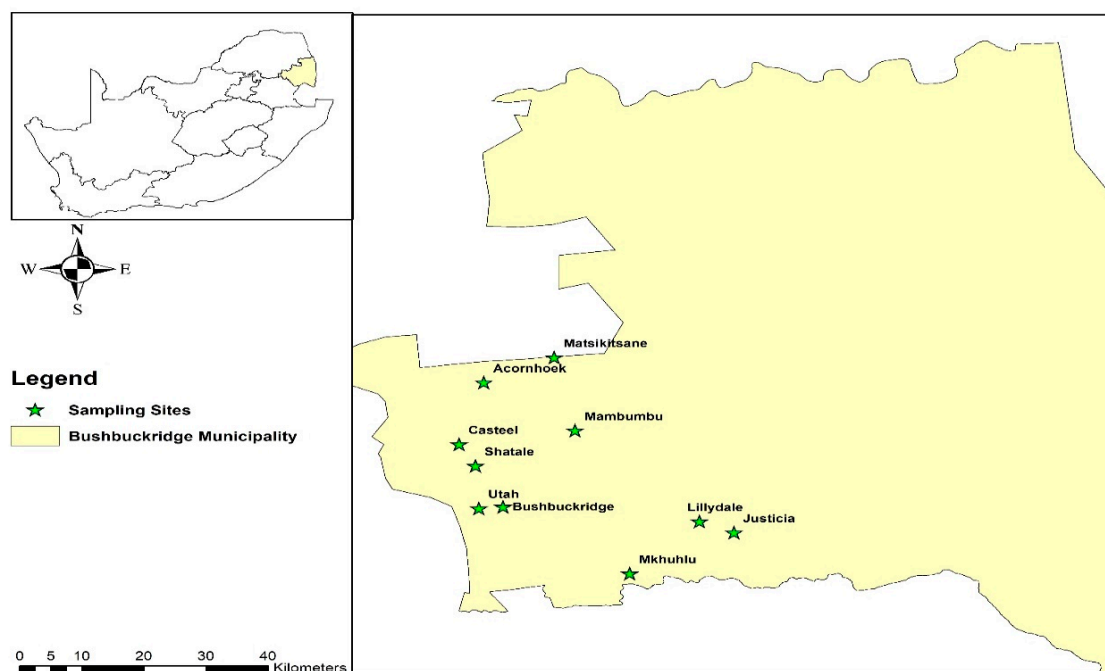 N
W E
S
Legend
Sampling Sites
Bushbuckridge Municipality
0 5 10 20 30 40
Kilometers
Matsikitsane
Acornhoek
Mambumbu
Casteel
Shatale
Utah
Bushbuckridge
Lillydale
Justicia
Mkhuhlu